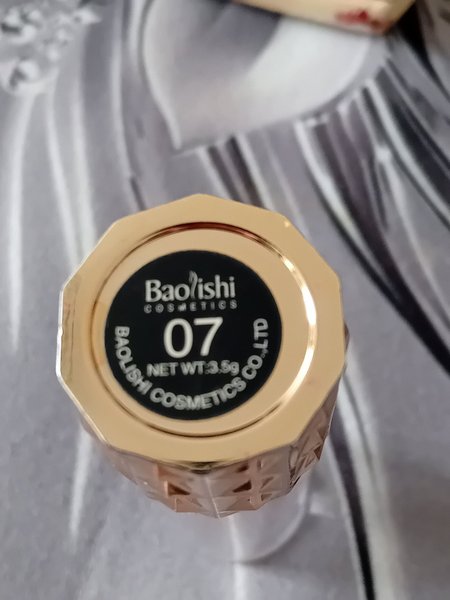 Baolishi
COSMETICS
07
NET WT:3.5g
BAOLISHI COSMETICS CO.,LTD